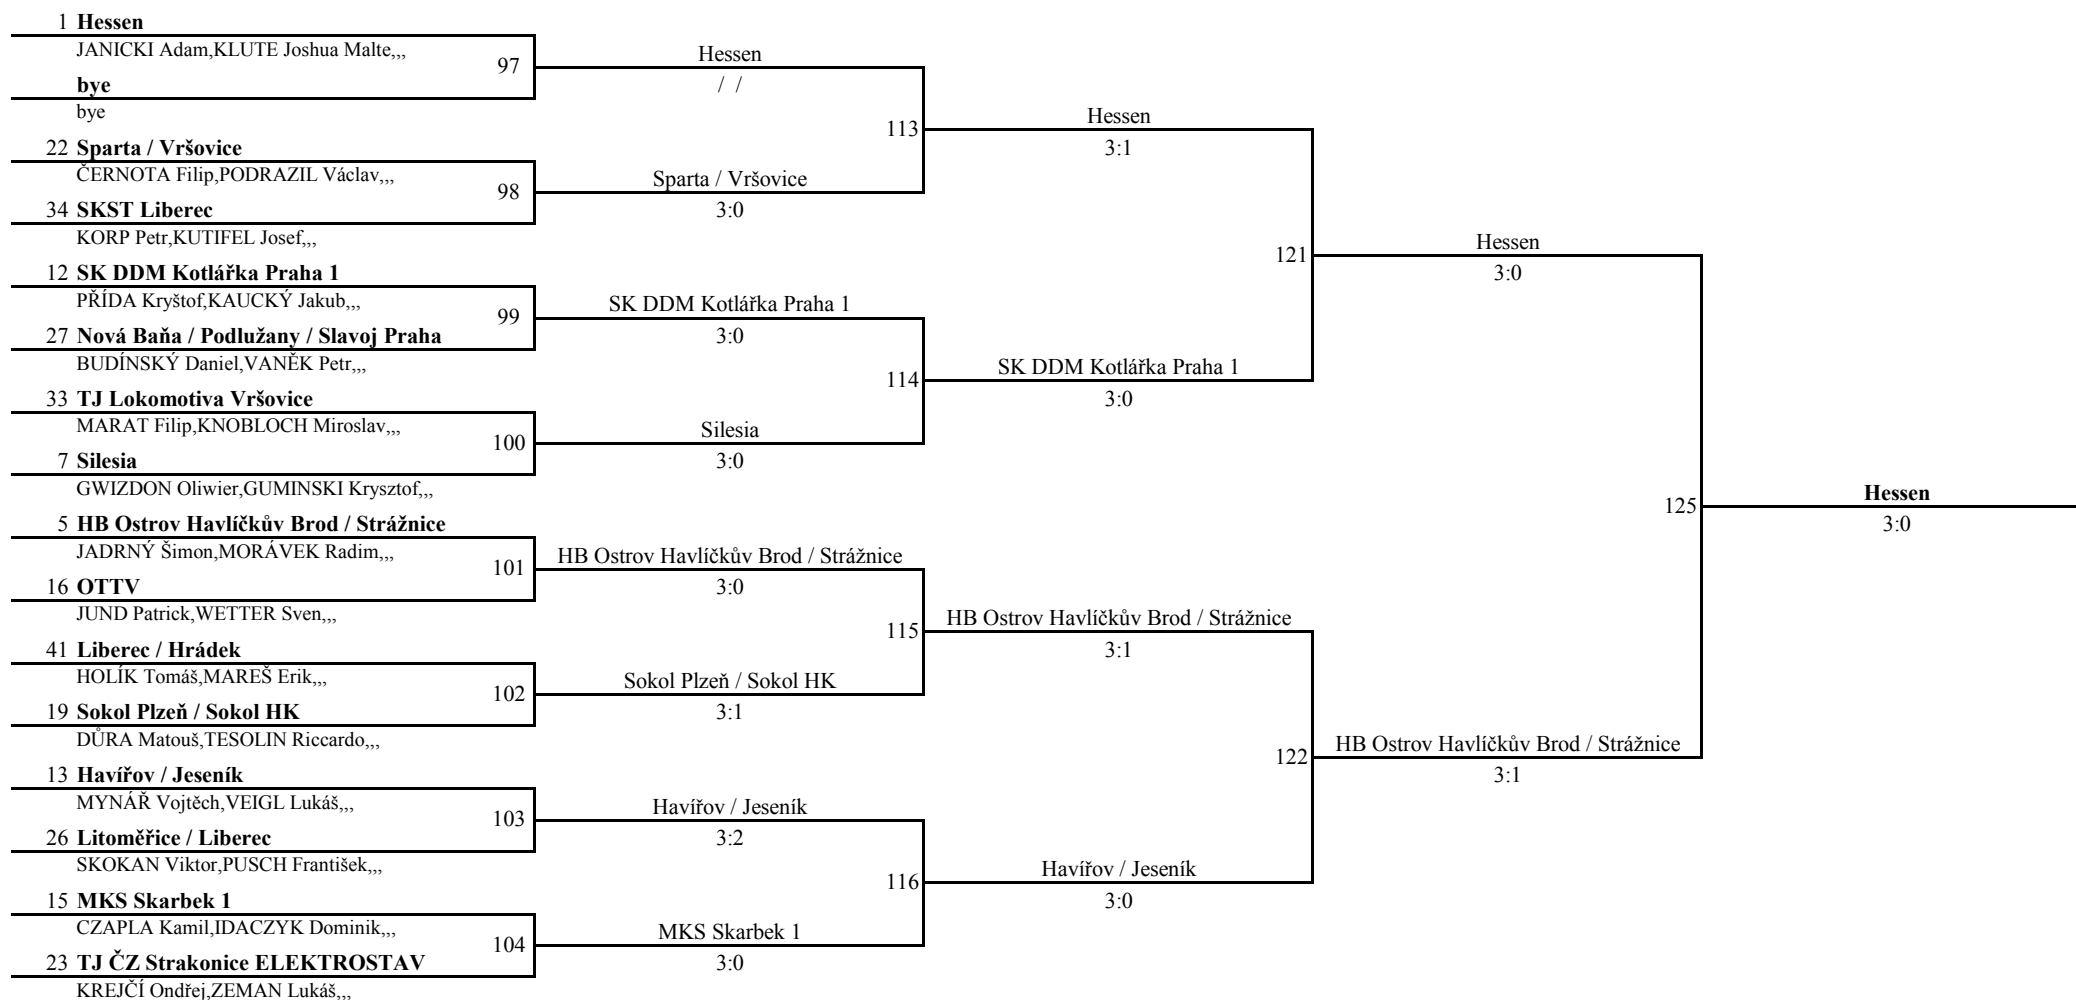 1 Hessen
JANICKI Adam,KLUTE Joshua Malte,,,
97
Hessen
bye
/ /
bye
113
Hessen
3:1
22 Sparta / Vršovice
ČERNOTA Filip,PODRAZIL Václav,,,
98
Sparta / Vršovice
3:0
34 SKST Liberec
KORP Petr,KUTIFEL Josef,,,
121
Hessen
3:0
12 SK DDM Kotlářka Praha 1
PŘÍDA Kryštof,KAUCKÝ Jakub,,,
99
SK DDM Kotlářka Praha 1
3:0
27 Nová Baňa / Podlužany / Slavoj Praha
BUDÍNSKÝ Daniel,VANĚK Petr,,,
114
SK DDM Kotlářka Praha 1
3:0
33 TJ Lokomotiva Vršovice
MARAT Filip,KNOBLOCH Miroslav,,,
100
Silesia
3:0
7 Silesia
GWIZDON Oliwier,GUMINSKI Krysztof,,,
125
Hessen
3:0
5 HB Ostrov Havlíčkův Brod / Strážnice
JADRNÝ Šimon,MORÁVEK Radim,,,
101
HB Ostrov Havlíčkův Brod / Strážnice
3:0
16 OTTV
JUND Patrick,WETTER Sven,,,
115
HB Ostrov Havlíčkův Brod / Strážnice
3:1
41 Liberec / Hrádek
HOLÍK Tomáš,MAREŠ Erik,,,
102
Sokol Plzeň / Sokol HK
3:1
19 Sokol Plzeň / Sokol HK
DŮRA Matouš,TESOLIN Riccardo,,,
122
HB Ostrov Havlíčkův Brod / Strážnice
3:1
13 Havířov / Jeseník
MYNÁŘ Vojtěch,VEIGL Lukáš,,,
103
Havířov / Jeseník
3:2
26 Litoměřice / Liberec
SKOKAN Viktor,PUSCH František,,,
116
Havířov / Jeseník
3:0
15 MKS Skarbek 1
CZAPLA Kamil,IDACZYK Dominik,,,
104
MKS Skarbek 1
3:0
23 TJ ČZ Strakonice ELEKTROSTAV
KREJČÍ Ondřej,ZEMAN Lukáš,,,